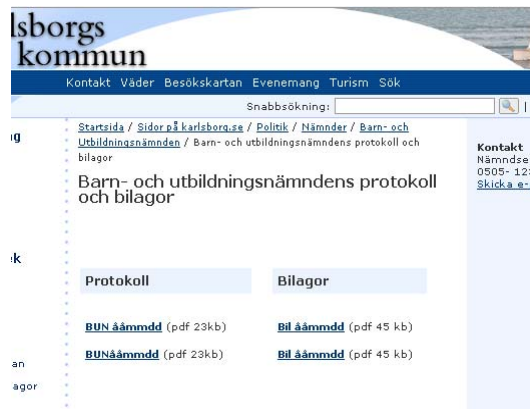 lsborgs
kommun
Kontakt Väder Besökskartan Evenemang Turism Sök
Snabbsökning: |
Startsida / Sidor på karlsborg.se / Politik / Nämnder / Barn- och
Utbildningsnämnden / Barn- och utbildningsnämndens protokoll och
bilagor
Barn- och utbildningsnämndens protokoll
och bilagor
Protokoll Bilagor
BUN ååmmdd (pdf 23kb) Bil ååmmdd (pdf 45 kb)
BUNååmmdd (pdf 23kb) Bil ååmmdd (pdf 45 kb)
Kontakt
Nämndse
0505- 12
Skicka e-
ng
ek
an
agor